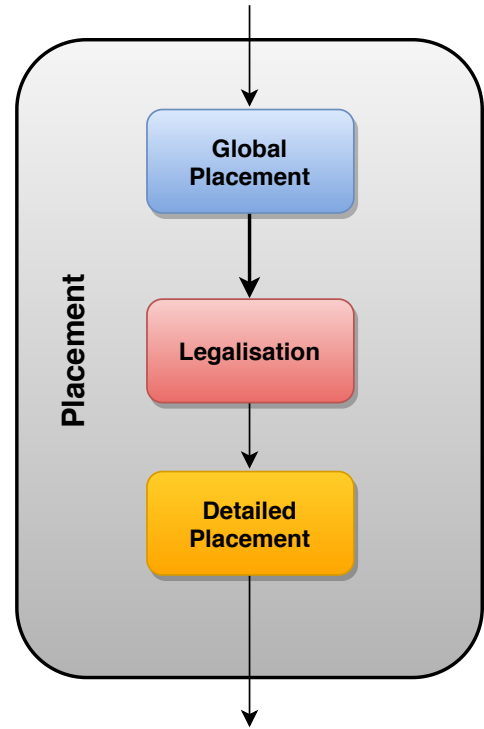 Global
Placement
Placement
Legalisation
Detailed
Placement